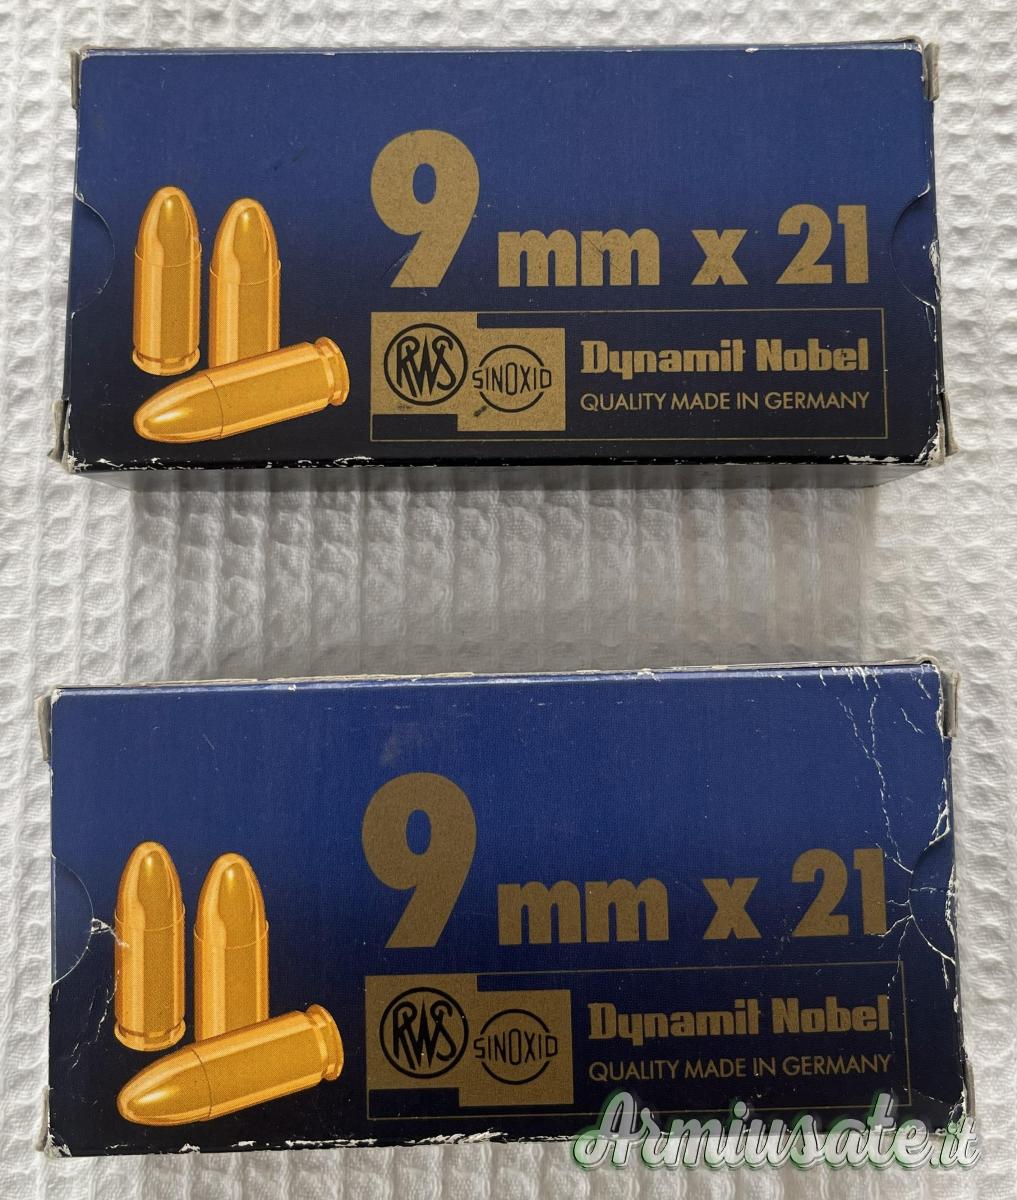 9 mm x 21
RWS SINOXID
Dynamit Nobel
QUALITY MADE IN GERMANY
9 mm x 21
RWS SINOXID
Dynamit Nobel
QUALITY MADE IN GERMANY
Armiusate.it